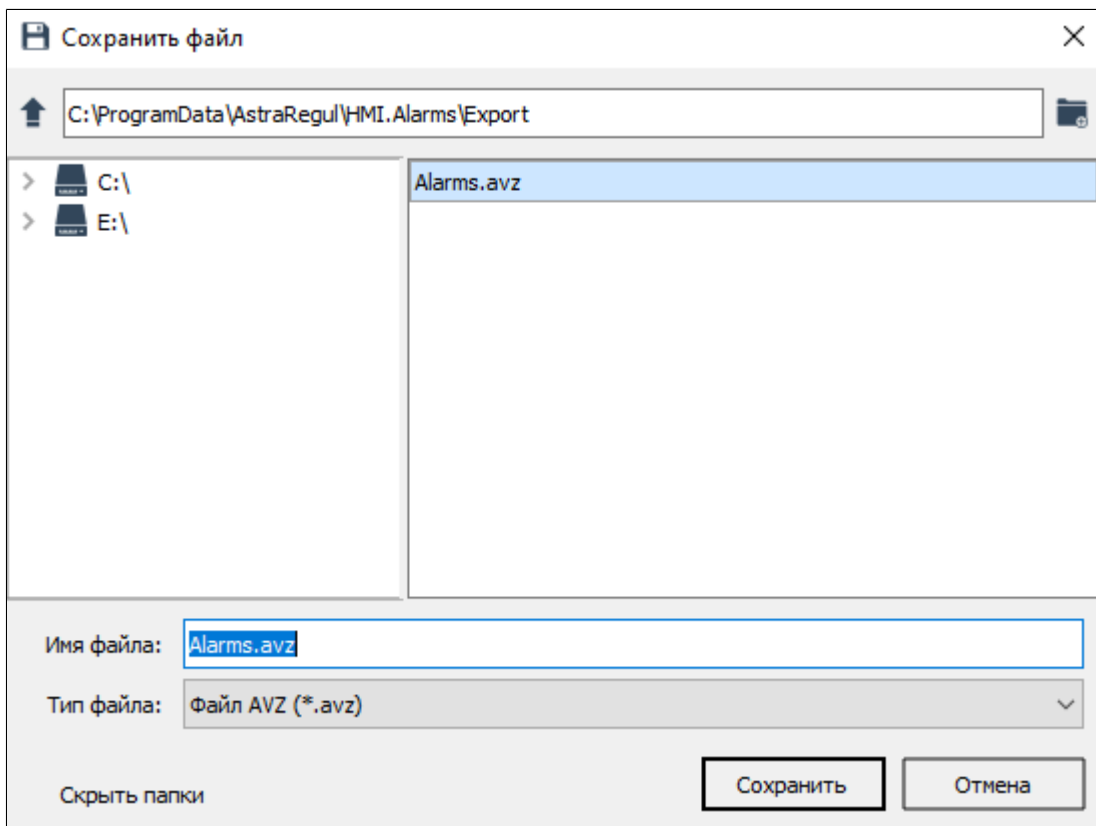 Сохранить файл
C:\ProgramData\AstraRegul\HMI.Alarms\Export
C:\
E:\
Alarms.avz
Имя файла: Alarms.avz
Тип файла: Файл AVZ (*.avz)
Скрыть папки
Сохранить
Отмена